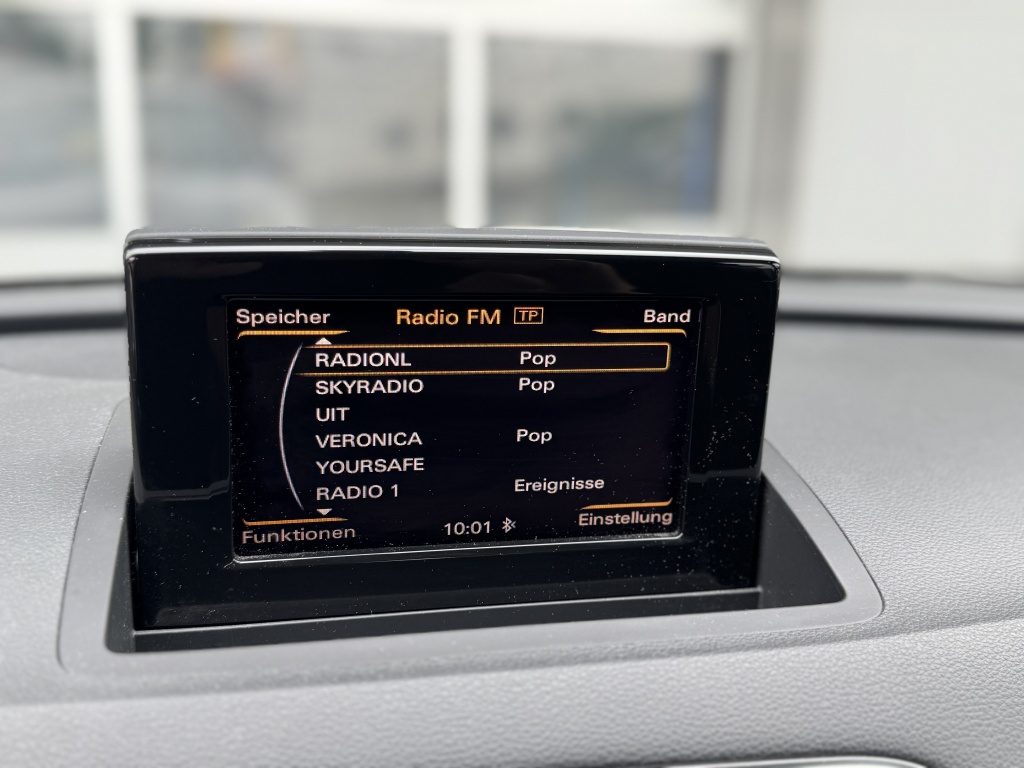 Speicher Radio FM TP Band
RADIONL Pop
SKYRADIO Pop
UIT
VERONICA Pop
YOURSAFE
RADIO 1 Ereignisse
Funktionen 10:01 Einstellung